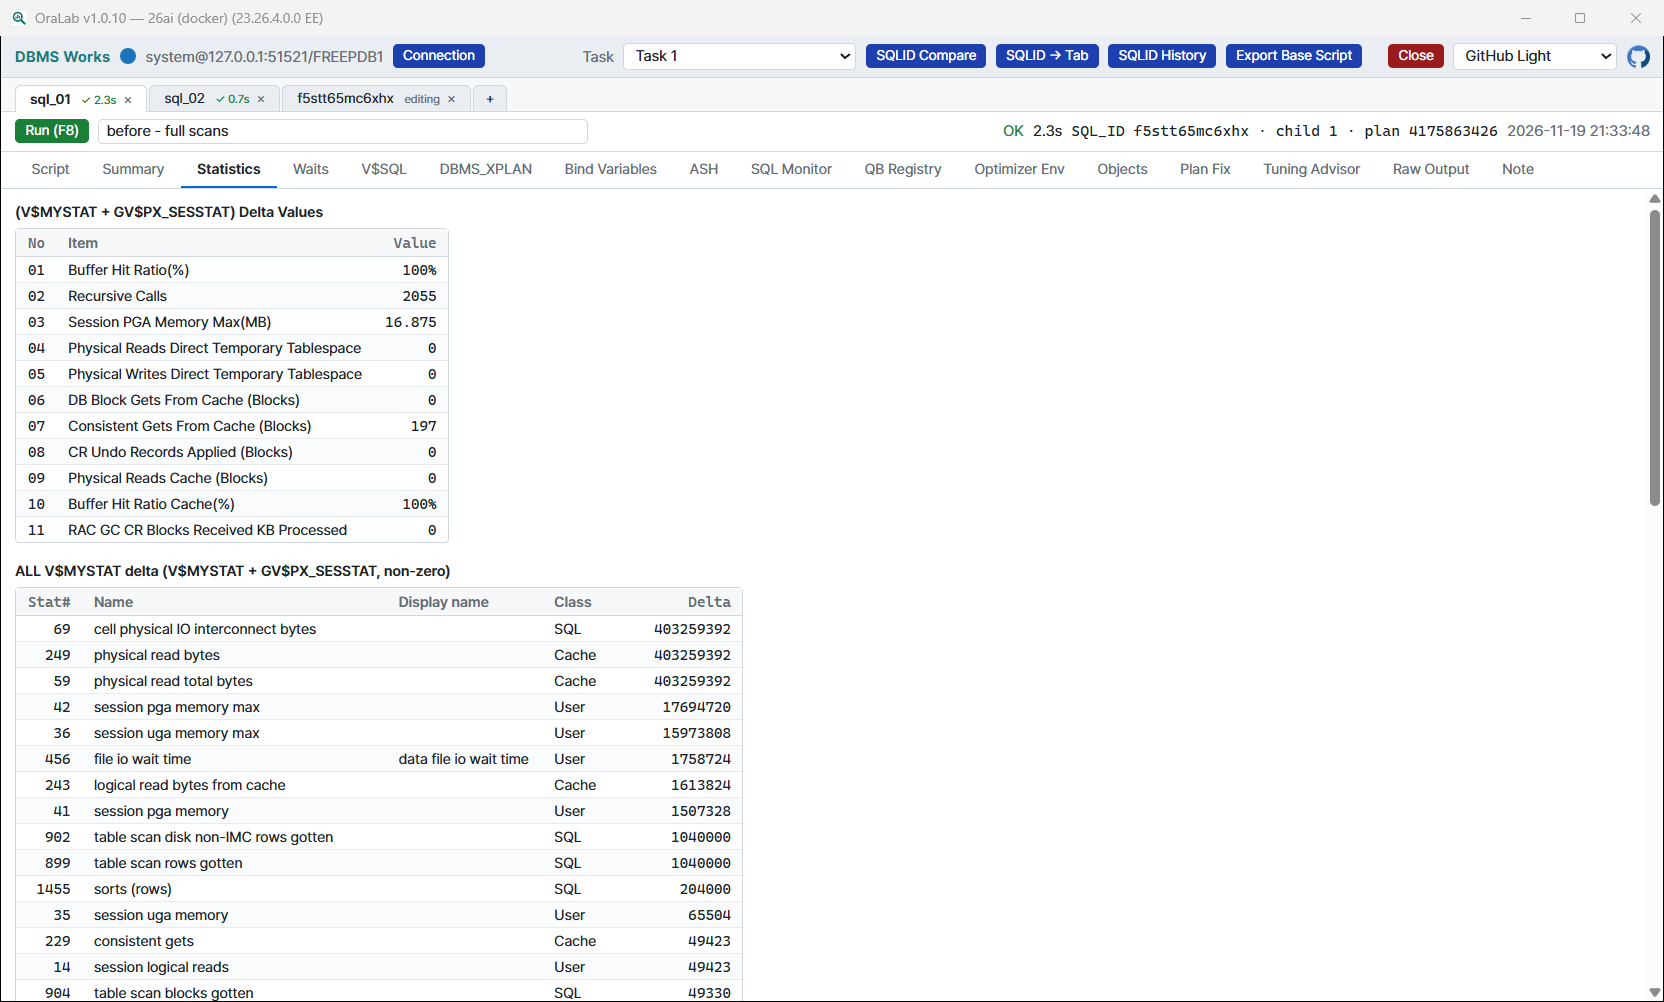 OraLab v1.0.10 — 26ai (docker) (23.26.4.0.0 EE)
DBMS Works system@127.0.0.1:51521/FREEPDB1 Connection Task Task 1 SQLID Compare SQLID → Tab SQLID History Export Base Script Close GitHub Light
sql_01 ✓ 2.3s × sql_02 ✓ 0.7s × f5stt65mc6xhx editing × +
Run (F8) before - full scans OK 2.3s SQL_ID f5stt65mc6xhx · child 1 · plan 4175863426 2026-11-19 21:33:48
Script Summary Statistics Waits V$SQL DBMS_XPLAN Bind Variables ASH SQL Monitor QB Registry Optimizer Env Objects Plan Fix Tuning Advisor Raw Output Note
(V$MYSTAT + GV$PX_SESSTAT) Delta Values
No Item Value
01 Buffer Hit Ratio(%) 100%
02 Recursive Calls 2055
03 Session PGA Memory Max(MB) 16.875
04 Physical Reads Direct Temporary Tablespace 0
05 Physical Writes Direct Temporary Tablespace 0
06 DB Block Gets From Cache (Blocks) 0
07 Consistent Gets From Cache (Blocks) 197
08 CR Undo Records Applied (Blocks) 0
09 Physical Reads Cache (Blocks) 0
10 Buffer Hit Ratio Cache(%) 100%
11 RAC GC CR Blocks Received KB Processed 0
ALL V$MYSTAT delta (V$MYSTAT + GV$PX_SESSTAT, non-zero)
Stat# Name Display name Class Delta
69 cell physical IO interconnect bytes SQL 403259392
249 physical read bytes Cache 403259392
59 physical read total bytes Cache 403259392
42 session pga memory max User 17694720
36 session uga memory max User 15973808
456 file io wait time data file io wait time User 1758724
243 logical read bytes from cache Cache 1613824
41 session pga memory User 1507328
902 table scan disk non-IMC rows gotten SQL 1040000
899 table scan rows gotten SQL 1040000
1455 sorts (rows) SQL 204000
35 session uga memory User 65504
229 consistent gets Cache 49423
14 session logical reads User 49423
904 table scan blocks gotten SQL 49330